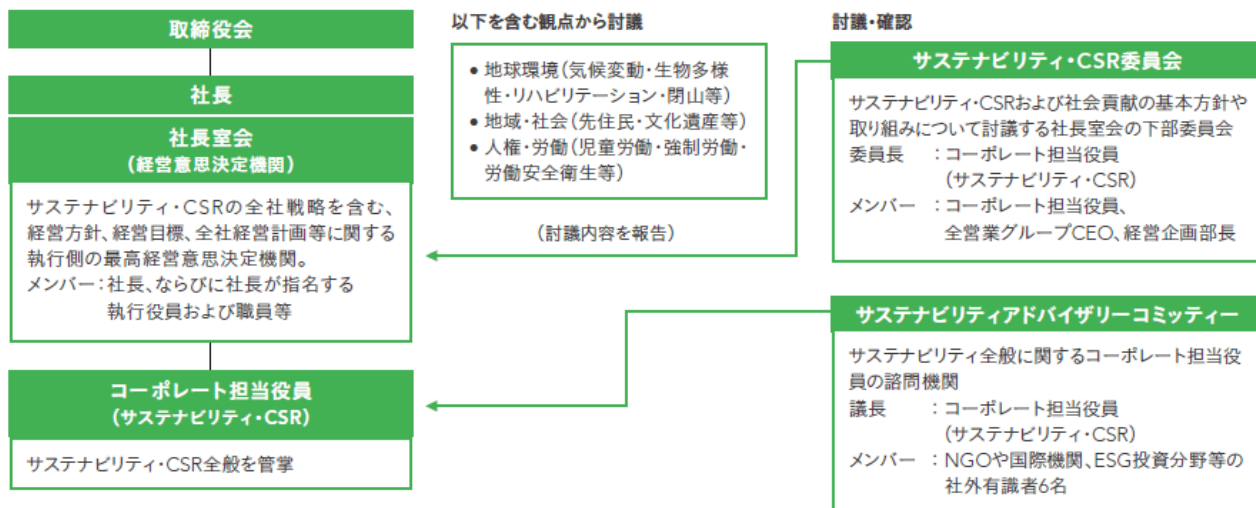 取締役会
社長
社長室会
(経営意思決定機関)
サステナビリティ・CSRの全社戦略を含む、
経営方針、経営目標、全社経営計画等に関する
執行側の最高経営意思決定機関。
メンバー：社長、ならびに社長が指名する
執行役員および職員等
コーポレート担当役員
(サステナビリティ・CSR)
サステナビリティ・CSR全般を管掌
以下を含む観点から討議
● 地球環境(気候変動・生物多様
性・リハビリテーション・閉山等)
● 地域・社会(先住民・文化遺産等)
● 人権・労働(児童労働・強制労働・
労働安全衛生等)
(討議内容を報告)
討議・確認
サステナビリティ・CSR委員会
サステナビリティ・CSRおよび社会貢献の基本方針や
取り組みについて討議する社長室会の下部委員会
委員長　：コーポレート担当役員
(サステナビリティ・CSR)
メンバー　：コーポレート担当役員、
全営業グループCEO、経営企画部長
サステナビリティアドバイザリーコミッティー
サステナビリティ全般に関するコーポレート担当役
員の諮問機関
議長　：コーポレート担当役員
(サステナビリティ・CSR)
メンバー　：NGOや国際機関、ESG投資分野等の
社外有識者6名